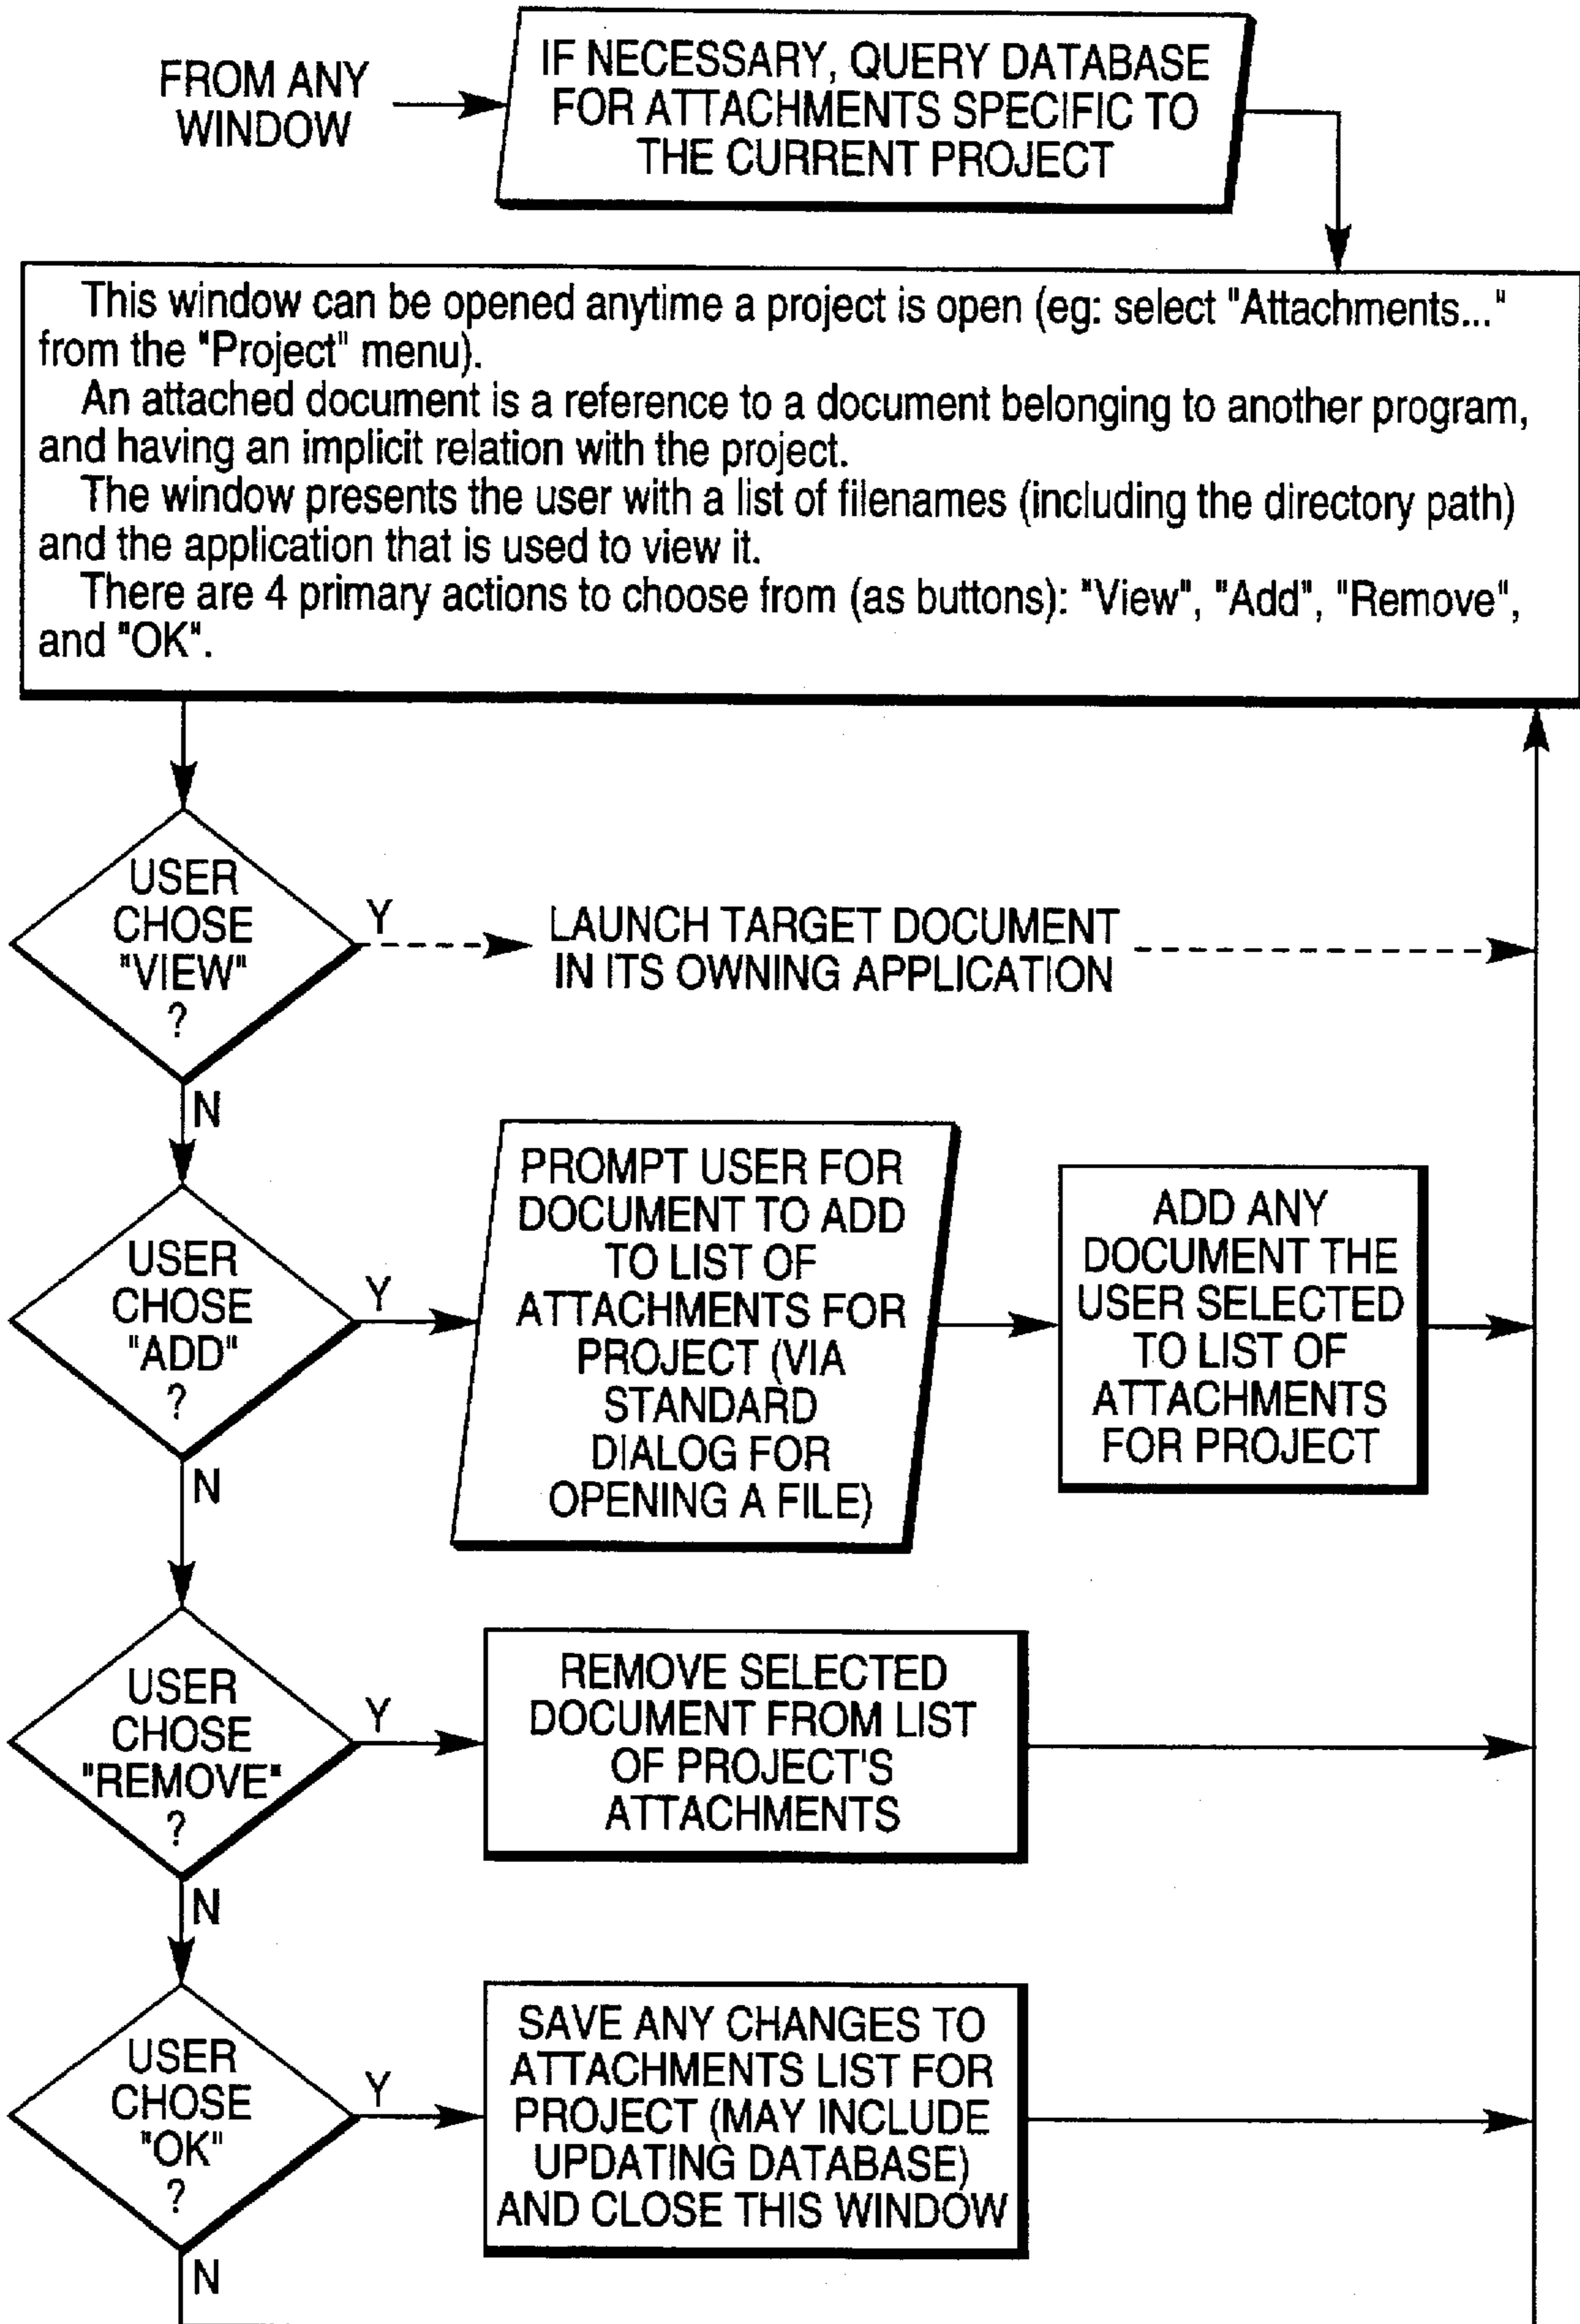 FROM ANY
WINDOW
IF NECESSARY, QUERY DATABASE
FOR ATTACHMENTS SPECIFIC TO
THE CURRENT PROJECT
This window can be opened anytime a project is open (eg: select "Attachments..."
from the "Project" menu).
An attached document is a reference to a document belonging to another program,
and having an implicit relation with the project.
The window presents the user with a list of filenames (including the directory path)
and the application that is used to view it.
There are 4 primary actions to choose from (as buttons): "View", "Add", "Remove",
and "OK".
USER
CHOSE
"VIEW"
?
Y
LAUNCH TARGET DOCUMENT
IN ITS OWNING APPLICATION
N
USER
CHOSE
"ADD"
?
Y
PROMPT USER FOR
DOCUMENT TO ADD
TO LIST OF
ATTACHMENTS FOR
PROJECT (VIA
STANDARD
DIALOG FOR
OPENING A FILE)
ADD ANY
DOCUMENT THE
USER SELECTED
TO LIST OF
ATTACHMENTS
FOR PROJECT
N
USER
CHOSE
"REMOVE"
?
Y
REMOVE SELECTED
DOCUMENT FROM LIST
OF PROJECT'S
ATTACHMENTS
N
USER
CHOSE
"OK"
?
Y
SAVE ANY CHANGES TO
ATTACHMENTS LIST FOR
PROJECT (MAY INCLUDE
UPDATING DATABASE)
AND CLOSE THIS WINDOW
N